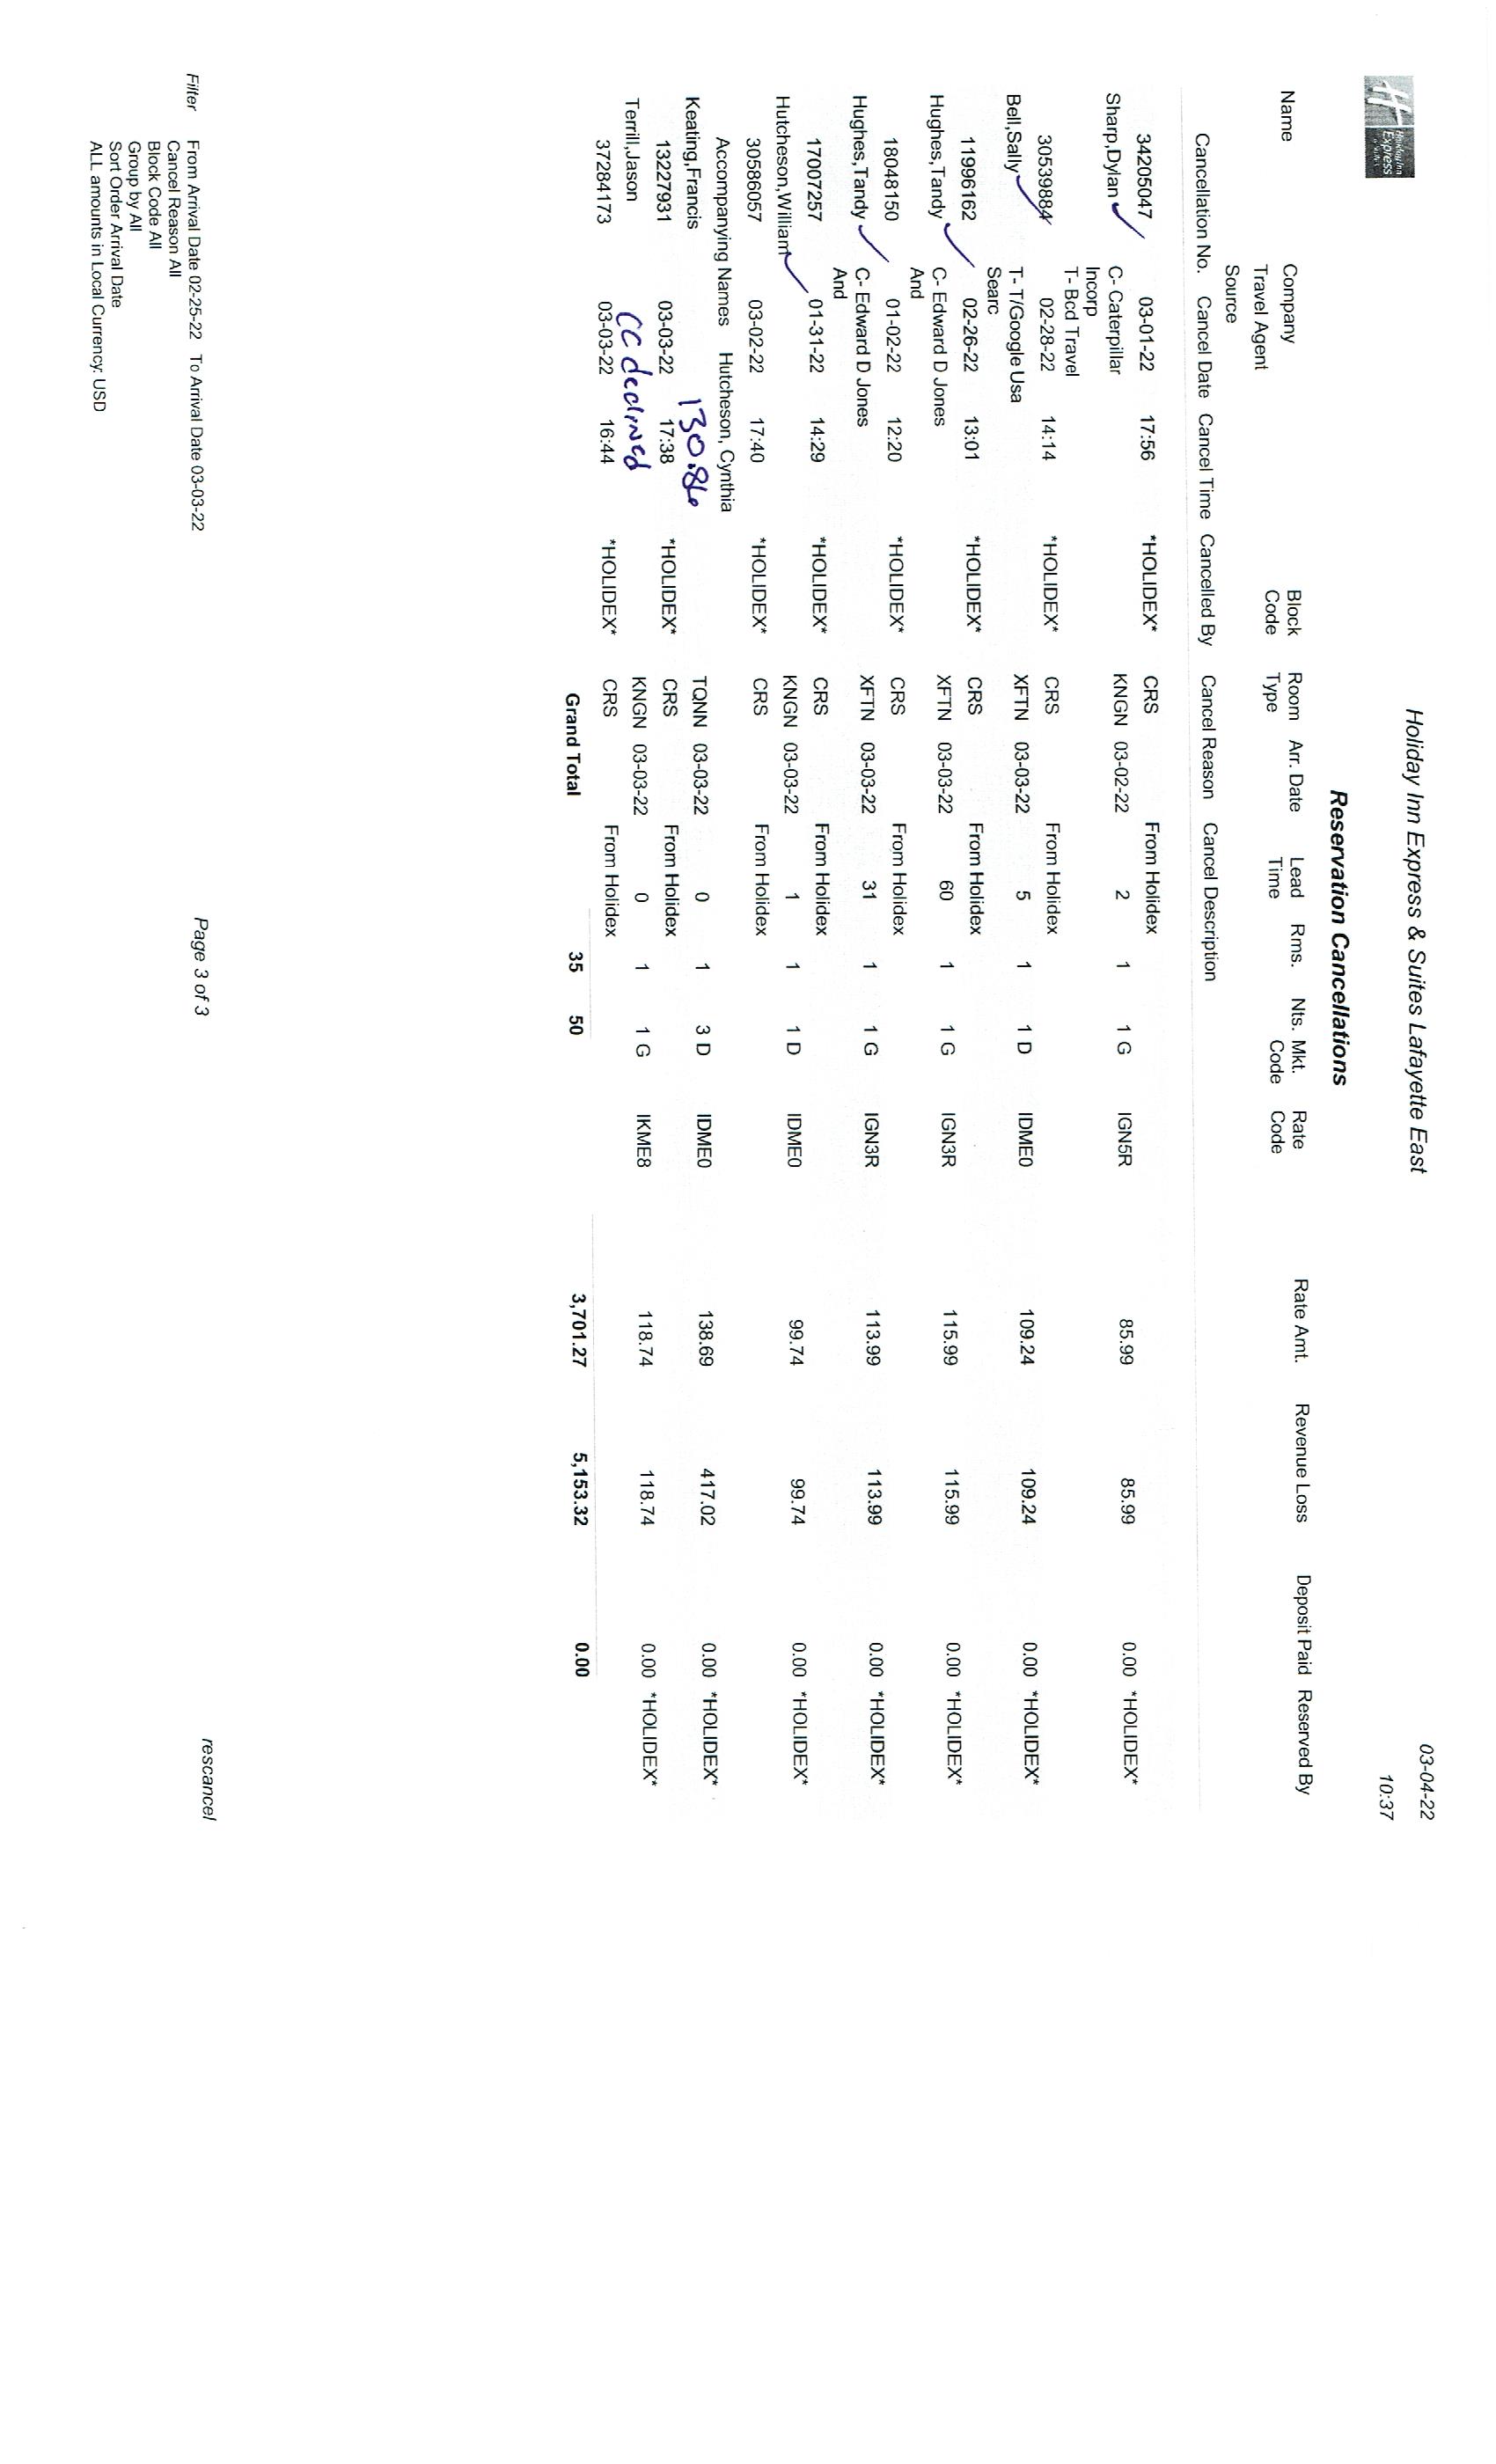 Holiday Inn Express & Suites Lafayette East
03-04-22
10:37
H Holiday Inn
Express
& Suites
Reservation Cancellations
Name Company Block Room Arr. Date Lead Rms. Nts. Mkt. Rate Rate Amt. Revenue Loss Deposit Paid Reserved By
Travel Agent Code Type Time Code Code
Source
Cancellation No. Cancel Date Cancel Time Cancelled By Cancel Reason Cancel Description
34205047 03-01-22 17:56 *HOLIDEX* CRS From Holidex
Sharp,Dylan C- Caterpillar KNGN 03-02-22 2 1 1 G IGN5R 85.99 85.99 0.00 *HOLIDEX*
Incorp
T- Bcd Travel
30539884 02-28-22 14:14 *HOLIDEX* CRS From Holidex
Bell,Sally T- T/Google Usa XFTN 03-03-22 5 1 1 D IDME0 109.24 109.24 0.00 *HOLIDEX*
Searc
11996162 02-26-22 13:01 *HOLIDEX* CRS From Holidex
Hughes,Tandy C- Edward D Jones XFTN 03-03-22 60 1 1 G IGN3R 115.99 115.99 0.00 *HOLIDEX*
And
18048150 01-02-22 12:20 *HOLIDEX* CRS From Holidex
Hughes,Tandy C- Edward D Jones XFTN 03-03-22 31 1 1 G IGN3R 113.99 113.99 0.00 *HOLIDEX*
And
17007257 01-31-22 14:29 *HOLIDEX* CRS From Holidex
Hutcheson,William KNGN 03-03-22 1 1 1 D IDME0 99.74 99.74 0.00 *HOLIDEX*
30586057 03-02-22 17:40 *HOLIDEX* CRS From Holidex
Accompanying Names Hutcheson, Cynthia
Keating,Francis 130.86 TQNN 03-03-22 0 1 3 D IDME0 138.69 417.02 0.00 *HOLIDEX*
13227931 03-03-22 17:38 *HOLIDEX* CRS From Holidex
Terrill,Jason CC declined KNGN 03-03-22 0 1 1 G IKME8 118.74 118.74 0.00 *HOLIDEX*
37284173 03-03-22 16:44 *HOLIDEX* CRS From Holidex
Grand Total 35 50 3,701.27 5,153.32 0.00
Filter From Arrival Date 02-25-22 To Arrival Date 03-03-22 Page 3 of 3 rescancel
Cancel Reason All
Block Code All
Group by All
Sort Order Arrival Date
ALL amounts in Local Currency: USD